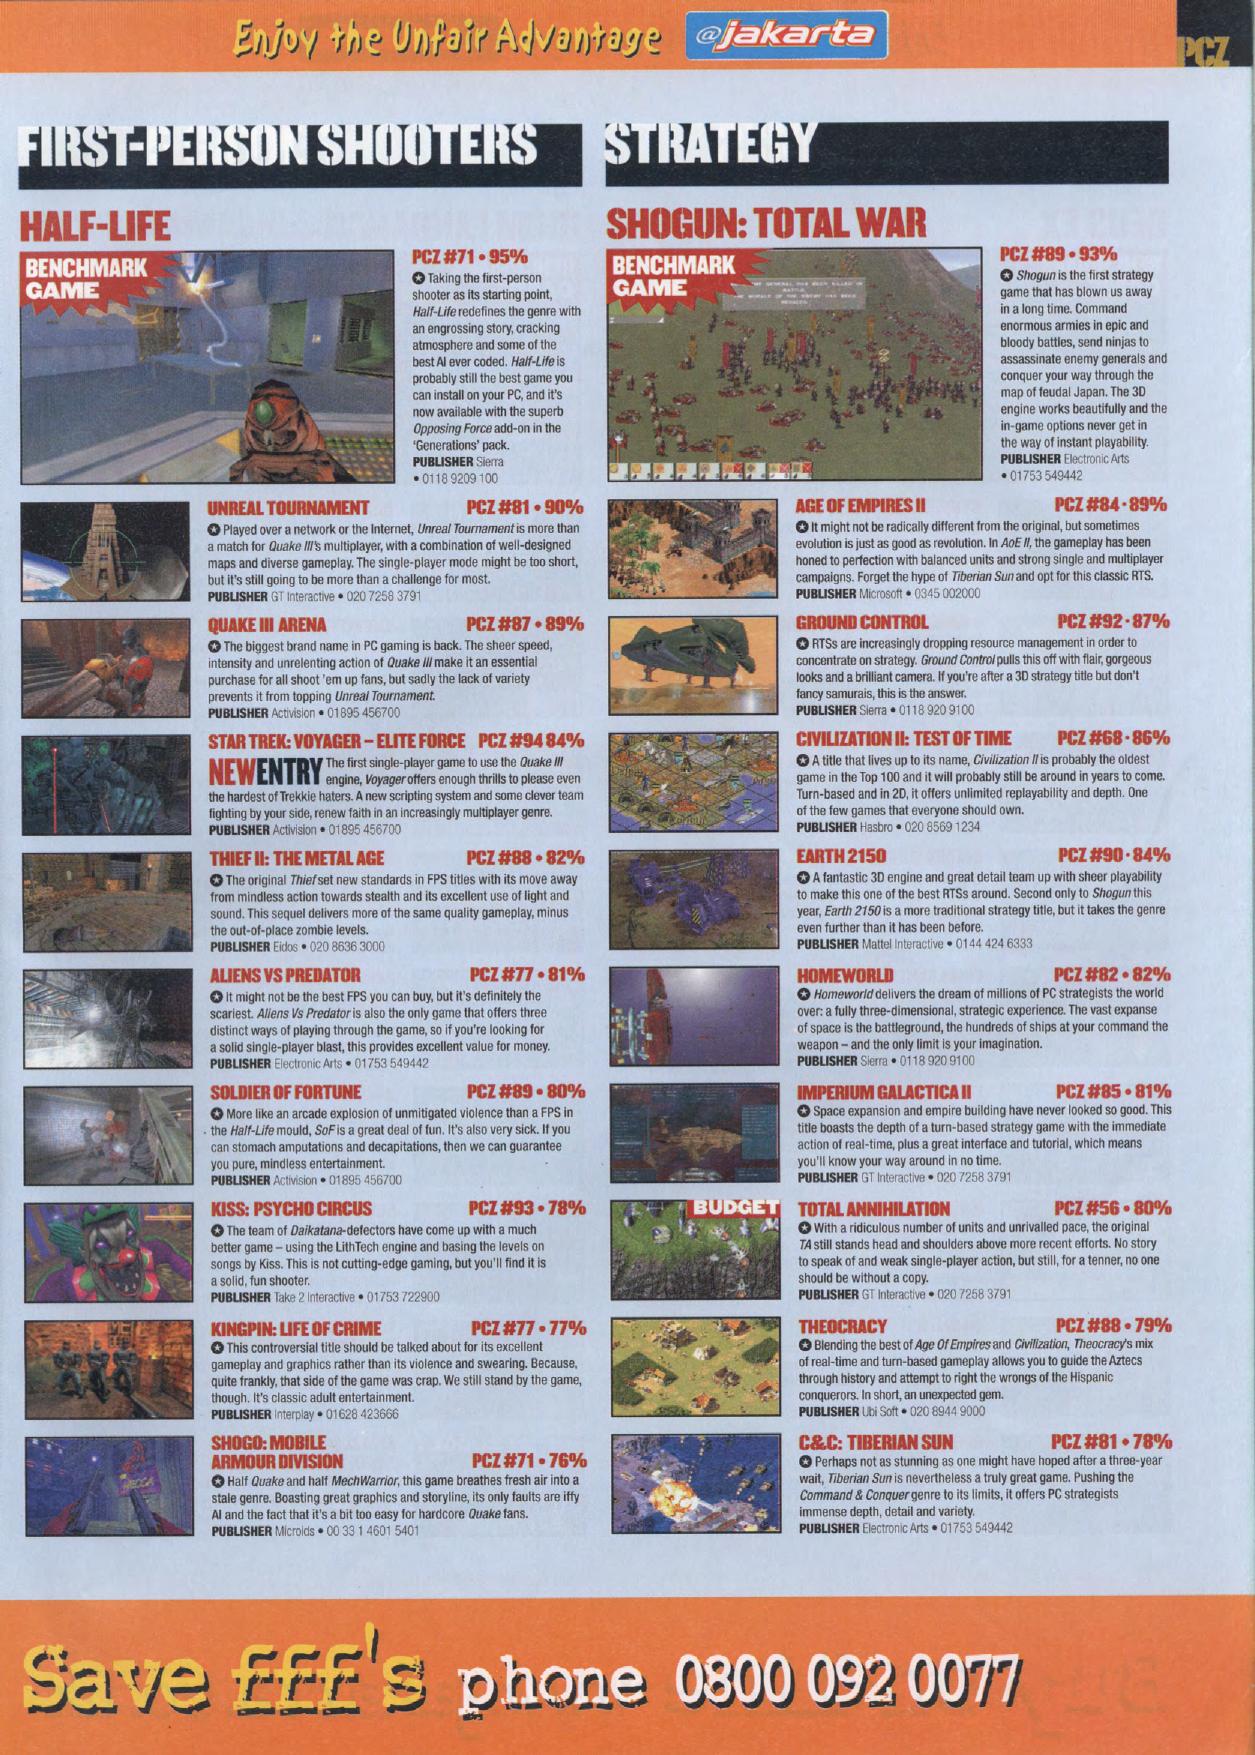 Enjoy the Unfair Advantage
@jakarta
PCZ
FIRST-PERSON SHOOTERS
HALF-LIFE
BENCHMARK
GAME
PCZ #71 • 95%
✪ Taking the first-person
shooter as its starting point,
Half-Life redefines the genre with
an engrossing story, cracking
atmosphere and some of the
best AI ever coded. Half-Life is
probably still the best game you
can install on your PC, and it's
now available with the superb
Opposing Force add-on in the
'Generations' pack.
PUBLISHER Sierra
• 0118 9209 100
UNREAL TOURNAMENT PCZ #81 • 90%
✪ Played over a network or the Internet, Unreal Tournament is more than
a match for Quake III's multiplayer, with a combination of well-designed
maps and diverse gameplay. The single-player mode might be too short,
but it's still going to be more than a challenge for most.
PUBLISHER GT Interactive • 020 7258 3791
QUAKE III ARENA PCZ #87 • 89%
✪ The biggest brand name in PC gaming is back. The sheer speed,
intensity and unrelenting action of Quake III make it an essential
purchase for all shoot 'em up fans, but sadly the lack of variety
prevents it from topping Unreal Tournament.
PUBLISHER Activision • 01895 456700
STAR TREK: VOYAGER – ELITE FORCE PCZ #94 84%
NEW ENTRY The first single-player game to use the Quake III
engine, Voyager offers enough thrills to please even
the hardest of Trekkie haters. A new scripting system and some clever team
fighting by your side, renew faith in an increasingly multiplayer genre.
PUBLISHER Activision • 01895 456700
THIEF II: THE METAL AGE PCZ #88 • 82%
✪ The original Thief set new standards in FPS titles with its move away
from mindless action towards stealth and its excellent use of light and
sound. This sequel delivers more of the same quality gameplay, minus
the out-of-place zombie levels.
PUBLISHER Eidos • 020 8636 3000
ALIENS VS PREDATOR PCZ #77 • 81%
✪ It might not be the best FPS you can buy, but it's definitely the
scariest. Aliens Vs Predator is also the only game that offers three
distinct ways of playing through the game, so if you're looking for
a solid single-player blast, this provides excellent value for money.
PUBLISHER Electronic Arts • 01753 549442
SOLDIER OF FORTUNE PCZ #89 • 80%
✪ More like an arcade explosion of unmitigated violence than a FPS in
the Half-Life mould, SoF is a great deal of fun. It's also very sick. If you
can stomach amputations and decapitations, then we can guarantee
you pure, mindless entertainment.
PUBLISHER Activision • 01895 456700
KISS: PSYCHO CIRCUS PCZ #93 • 78%
✪ The team of Daikatana-defectors have come up with a much
better game – using the LithTech engine and basing the levels on
songs by Kiss. This is not cutting-edge gaming, but you'll find it is
a solid, fun shooter.
PUBLISHER Take 2 Interactive • 01753 722900
KINGPIN: LIFE OF CRIME PCZ #77 • 77%
✪ This controversial title should be talked about for its excellent
gameplay and graphics rather than its violence and swearing. Because,
quite frankly, that side of the game was crap. We still stand by the game,
though. It's classic adult entertainment.
PUBLISHER Interplay • 01628 423666
SHOGO: MOBILE
ARMOUR DIVISION PCZ #71 • 76%
✪ Half Quake and half MechWarrior, this game breathes fresh air into a
stale genre. Boasting great graphics and storyline, its only faults are iffy
AI and the fact that it's a bit too easy for hardcore Quake fans.
PUBLISHER Microids • 00 33 1 4601 5401
STRATEGY
SHOGUN: TOTAL WAR
BENCHMARK
GAME
PCZ #89 • 93%
✪ Shogun is the first strategy
game that has blown us away
in a long time. Command
enormous armies in epic and
bloody battles, send ninjas to
assassinate enemy generals and
conquer your way through the
map of feudal Japan. The 3D
engine works beautifully and the
in-game options never get in
the way of instant playability.
PUBLISHER Electronic Arts
• 01753 549442
AGE OF EMPIRES II PCZ #84 • 89%
✪ It might not be radically different from the original, but sometimes
evolution is just as good as revolution. In AoE II, the gameplay has been
honed to perfection with balanced units and strong single and multiplayer
campaigns. Forget the hype of Tiberian Sun and opt for this classic RTS.
PUBLISHER Microsoft • 0345 002000
GROUND CONTROL PCZ #92 • 87%
✪ RTSs are increasingly dropping resource management in order to
concentrate on strategy. Ground Control pulls this off with flair, gorgeous
looks and a brilliant camera. If you're after a 3D strategy title but don't
fancy samurais, this is the answer.
PUBLISHER Sierra • 0118 920 9100
CIVILIZATION II: TEST OF TIME PCZ #68 • 86%
✪ A title that lives up to its name, Civilization II is probably the oldest
game in the Top 100 and it will probably still be around in years to come.
Turn-based and in 2D, it offers unlimited replayability and depth. One
of the few games that everyone should own.
PUBLISHER Hasbro • 020 8569 1234
EARTH 2150 PCZ #90 • 84%
✪ A fantastic 3D engine and great detail team up with sheer playability
to make this one of the best RTSs around. Second only to Shogun this
year, Earth 2150 is a more traditional strategy title, but it takes the genre
even further than it has been before.
PUBLISHER Mattel Interactive • 0144 424 6333
HOMEWORLD PCZ #82 • 82%
✪ Homeworld delivers the dream of millions of PC strategists the world
over: a fully three-dimensional, strategic experience. The vast expanse
of space is the battleground, the hundreds of ships at your command the
weapon – and the only limit is your imagination.
PUBLISHER Sierra • 0118 920 9100
IMPERIUM GALACTICA II PCZ #85 • 81%
✪ Space expansion and empire building have never looked so good. This
title boasts the depth of a turn-based strategy game with the immediate
action of real-time, plus a great interface and tutorial, which means
you'll know your way around in no time.
PUBLISHER GT Interactive • 020 7258 3791
BUDGET
TOTAL ANNIHILATION PCZ #56 • 80%
✪ With a ridiculous number of units and unrivalled pace, the original
TA still stands head and shoulders above more recent efforts. No story
to speak of and weak single-player action, but still, for a tenner, no one
should be without a copy.
PUBLISHER GT Interactive • 020 7258 3791
THEOCRACY PCZ #88 • 79%
✪ Blending the best of Age Of Empires and Civilization, Theocracy's mix
of real-time and turn-based gameplay allows you to guide the Aztecs
through history and attempt to right the wrongs of the Hispanic
conquerors. In short, an unexpected gem.
PUBLISHER Ubi Soft • 020 8944 9000
C&C: TIBERIAN SUN PCZ #81 • 78%
✪ Perhaps not as stunning as one might have hoped after a three-year
wait, Tiberian Sun is nevertheless a truly great game. Pushing the
Command & Conquer genre to its limits, it offers PC strategists
immense depth, detail and variety.
PUBLISHER Electronic Arts • 01753 549442
Save £££'s phone 0800 092 0077